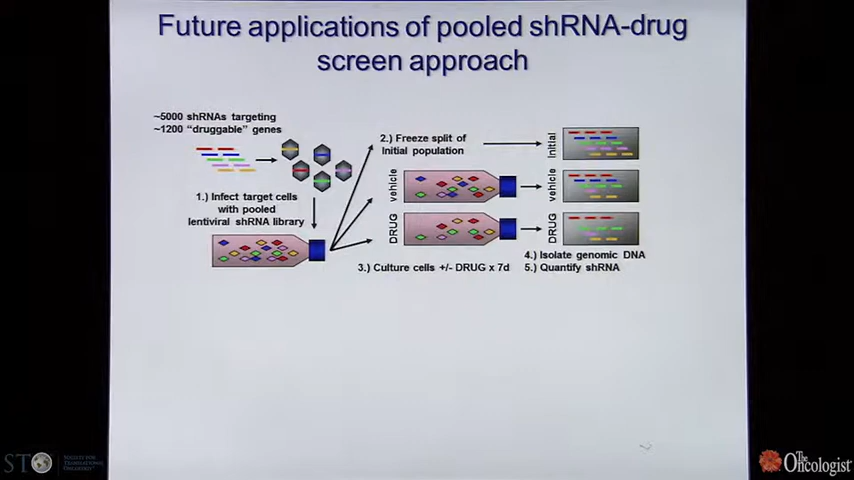 Future applications of pooled shRNA-drug
screen approach
~5000 shRNAs targeting
~1200 "druggable" genes
1.) Infect target cells
with pooled
lentiviral shRNA library
2.) Freeze split of
Initial population
Initial
vehicle
vehicle
DRUG
DRUG
3.) Culture cells +/- DRUG x 7d
4.) Isolate genomic DNA
5.) Quantify shRNA
STO
SOCIETY FOR
TRANSLATIONAL
ONCOLOGY
The
Oncologist